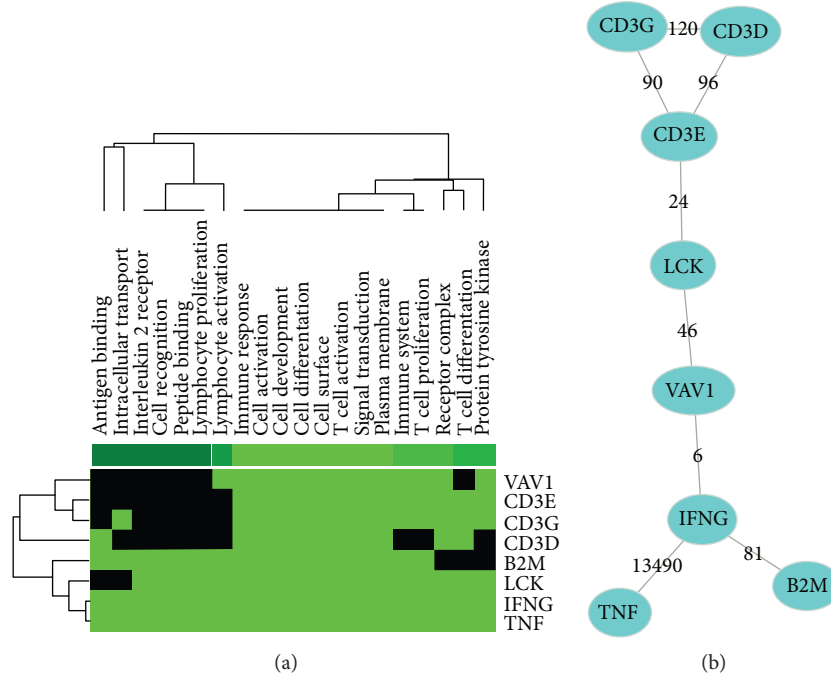 Antigen binding
Intracellular transport
Interleukin 2 receptor
Cell recognition
Peptide binding
Lymphocyte proliferation
Lymphocyte activation
Immune response
Cell activation
Cell development
Cell differentiation
Cell surface
T cell activation
Signal transduction
Plasma membrane
Immune system
T cell proliferation
Receptor complex
T cell differentiation
Protein tyrosine kinase
VAV1
CD3E
CD3G
CD3D
B2M
LCK
IFNG
TNF
(a)
CD3G
120
CD3D
90
96
CD3E
24
LCK
46
VAV1
6
IFNG
13490
81
TNF
B2M
(b)